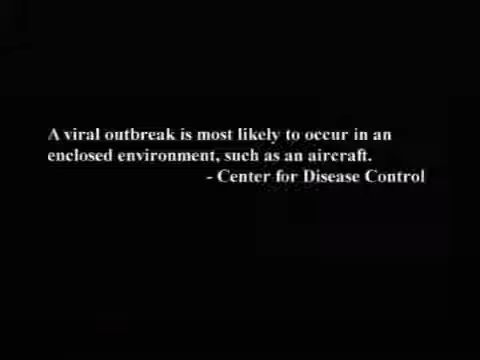 A viral outbreak is most likely to occur in an
enclosed environment, such as an aircraft.
- Center for Disease Control